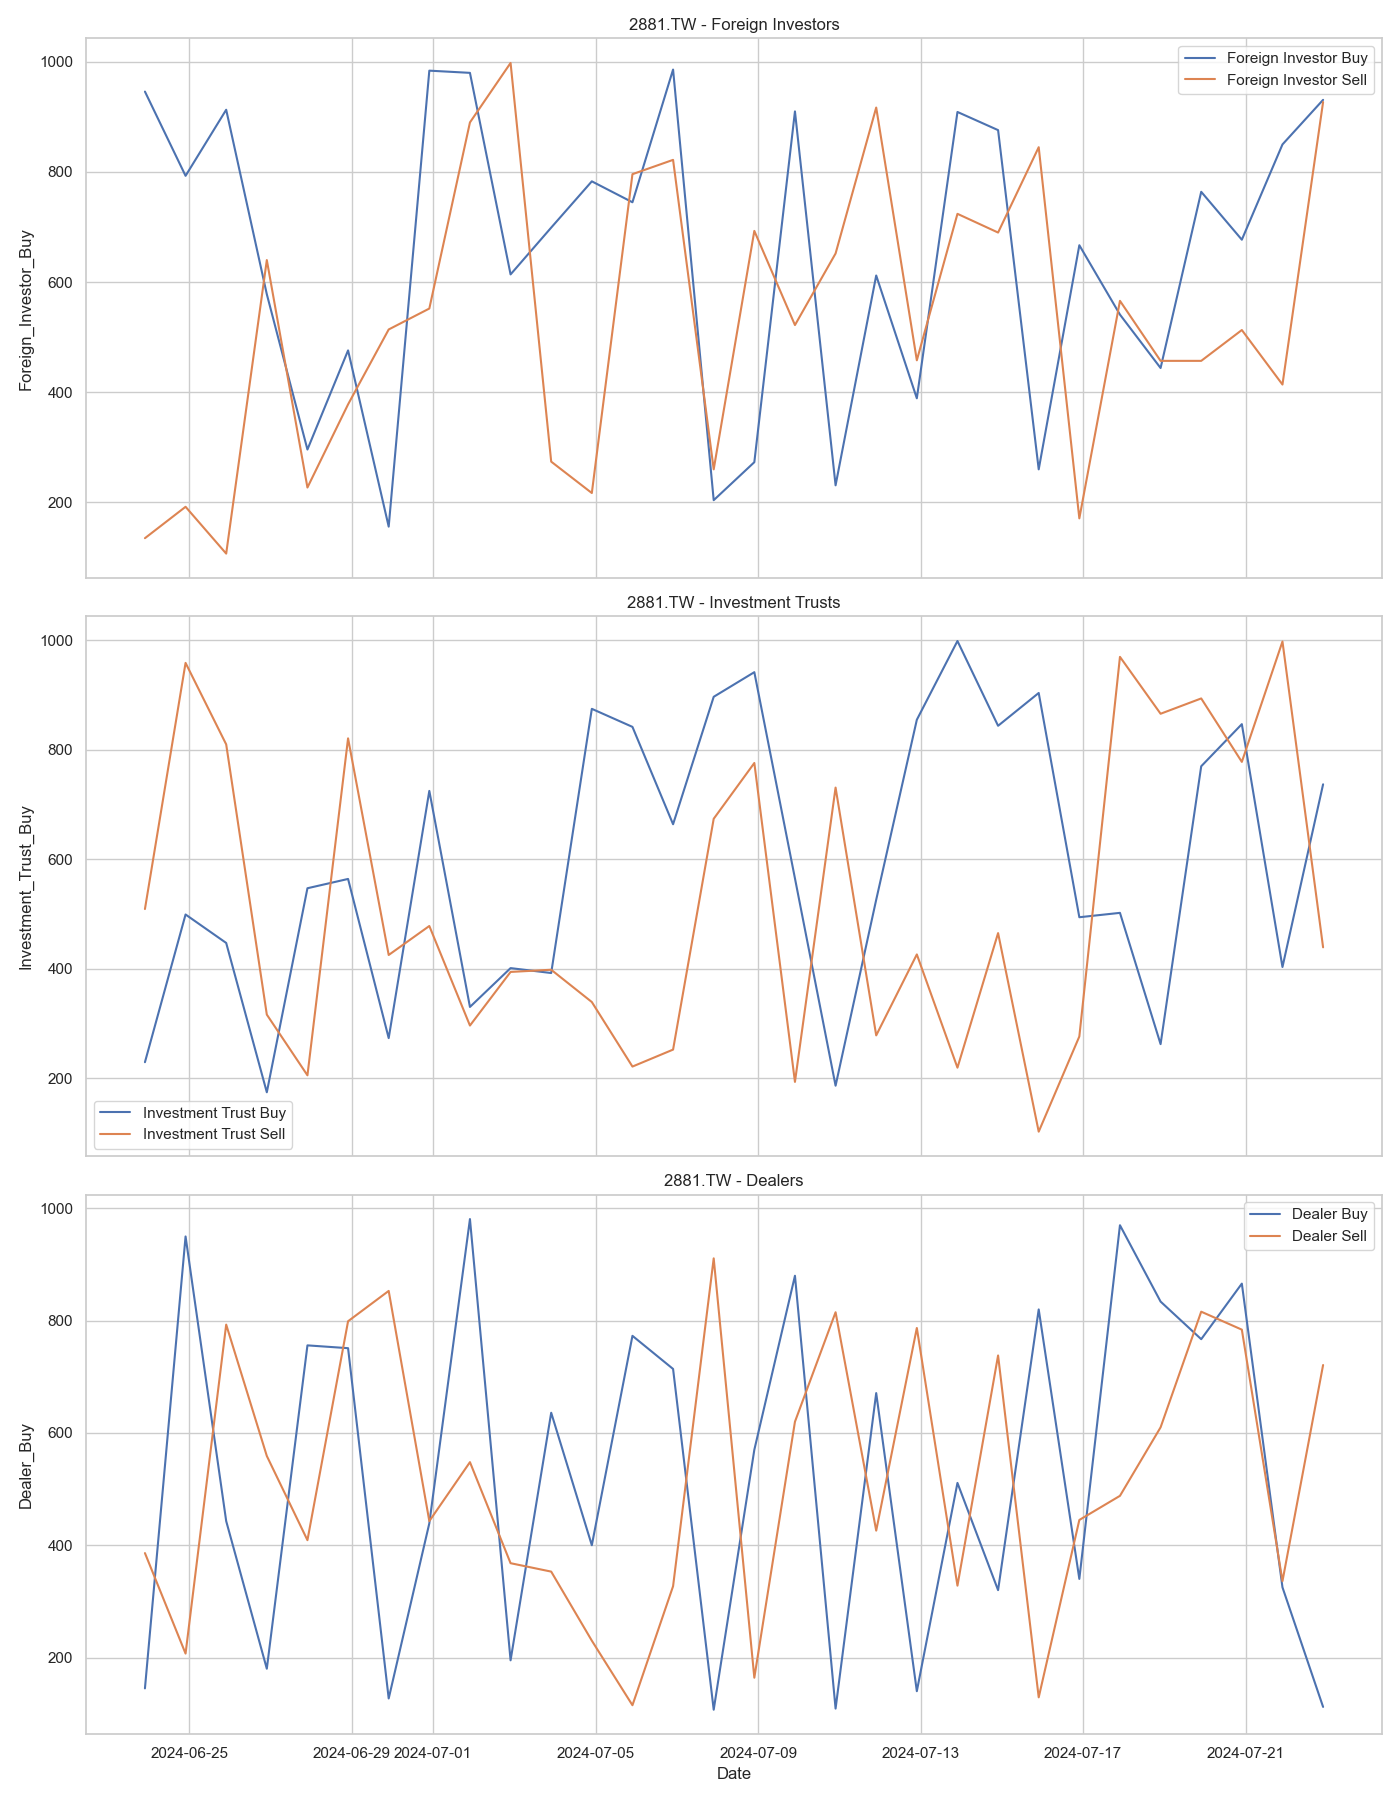 2881.TW - Foreign Investors
Foreign_Investor_Buy
1000
800
600
400
200
Foreign Investor Buy
Foreign Investor Sell
2881.TW - Investment Trusts
Investment_Trust_Buy
1000
800
600
400
200
Investment Trust Buy
Investment Trust Sell
2881.TW - Dealers
Dealer_Buy
1000
800
600
400
200
Dealer Buy
Dealer Sell
2024-06-25 2024-06-29 2024-07-01 2024-07-05 2024-07-09 2024-07-13 2024-07-17 2024-07-21
Date